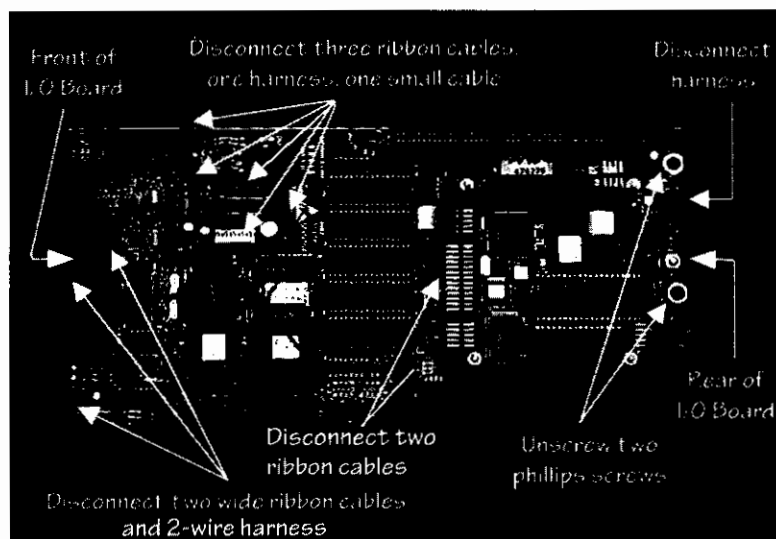 Front of
I/O Board
Disconnect three ribbon cables,
one harness, one small cable
Disconnect
harness
Rear of
I/O Board
Disconnect two
ribbon cables
Unscrew two
phillips screws
Disconnect two wide ribbon cables
and 2-wire harness